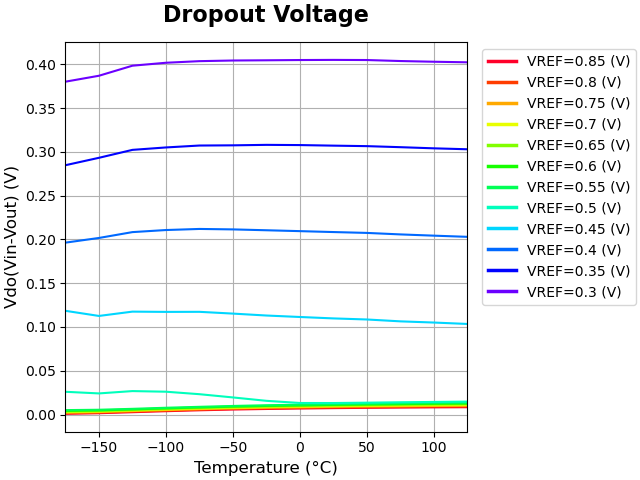 Dropout Voltage
Vdo(Vin-Vout) (V)
0.40
0.35
0.30
0.25
0.20
0.15
0.10
0.05
0.00
−150
−100
−50
0
50
100
Temperature (°C)
VREF=0.85 (V)
VREF=0.8 (V)
VREF=0.75 (V)
VREF=0.7 (V)
VREF=0.65 (V)
VREF=0.6 (V)
VREF=0.55 (V)
VREF=0.5 (V)
VREF=0.45 (V)
VREF=0.4 (V)
VREF=0.35 (V)
VREF=0.3 (V)